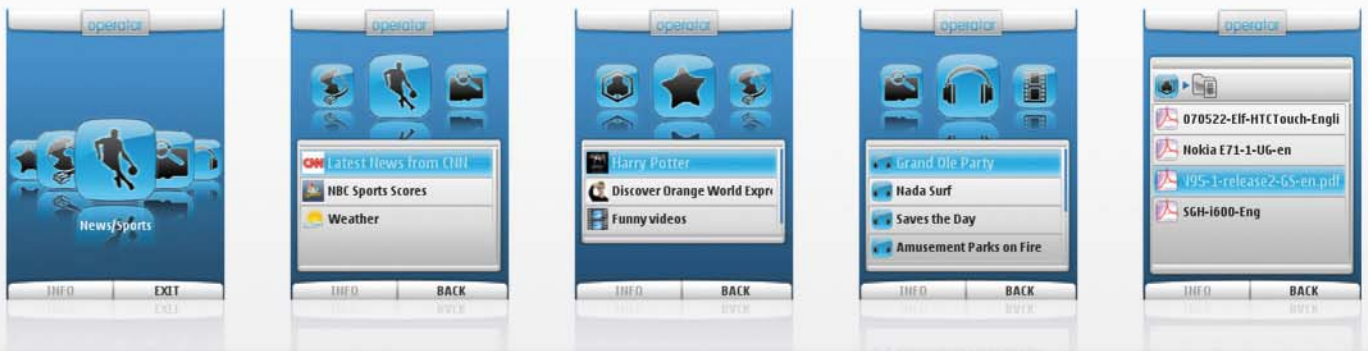 operator
News/Sports
INFO EXIT
operator
Latest News from CNN
NBC Sports Scores
Weather
INFO BACK
operator
Harry Potter
Discover Orange World Expre
Funny videos
INFO BACK
operator
Grand Ole Party
Nada Surf
Saves the Day
Amusement Parks on Fire
INFO BACK
operator
070522-Elf-HTCTouch-Engli
Nokia E71-1-UG-en
N95-1-release2-GS-en.pdf
SGH-i600-Eng
INFO BACK